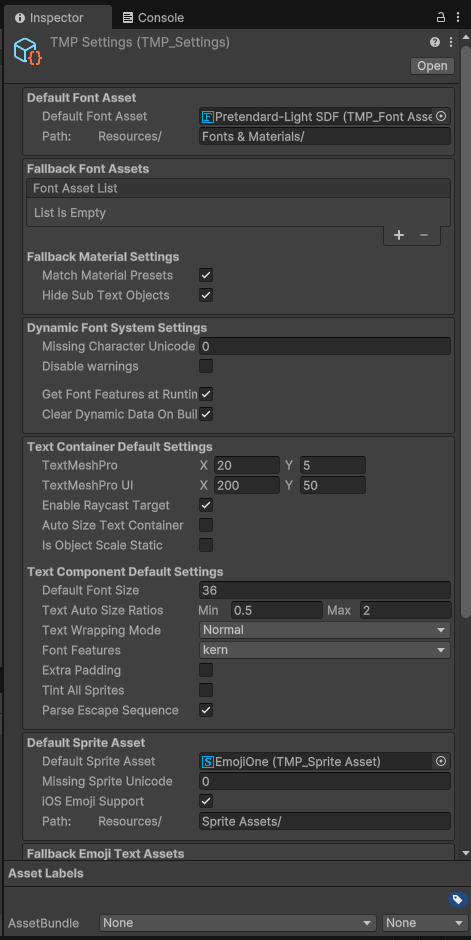 Inspector
Console
TMP Settings (TMP_Settings)
Open
Default Font Asset
Default Font Asset Pretendard-Light SDF (TMP_Font Asse
Path: Resources/ Fonts & Materials/
Fallback Font Assets
Font Asset List
List is Empty
+ −
Fallback Material Settings
Match Material Presets
Hide Sub Text Objects
Dynamic Font System Settings
Missing Character Unicode 0
Disable warnings
Get Font Features at Runtin
Clear Dynamic Data On Buil
Text Container Default Settings
TextMeshPro X 20 Y 5
TextMeshPro UI X 200 Y 50
Enable Raycast Target
Auto Size Text Container
Is Object Scale Static
Text Component Default Settings
Default Font Size 36
Text Auto Size Ratios Min 0.5 Max 2
Text Wrapping Mode Normal
Font Features kern
Extra Padding
Tint All Sprites
Parse Escape Sequence
Default Sprite Asset
Default Sprite Asset EmojiOne (TMP_Sprite Asset)
Missing Sprite Unicode 0
iOS Emoji Support
Path: Resources/ Sprite Assets/
Fallback Emoji Text Assets
Asset Labels
AssetBundle None None